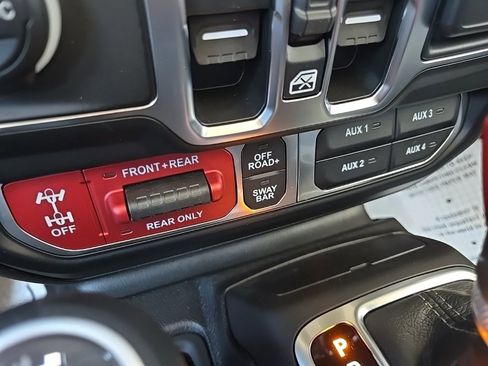 C
FRONT+REAR
OFF
REAR ONLY
OFF
ROAD+
SWAY
BAR
AUX 1
AUX 3
AUX 2
AUX 4
P